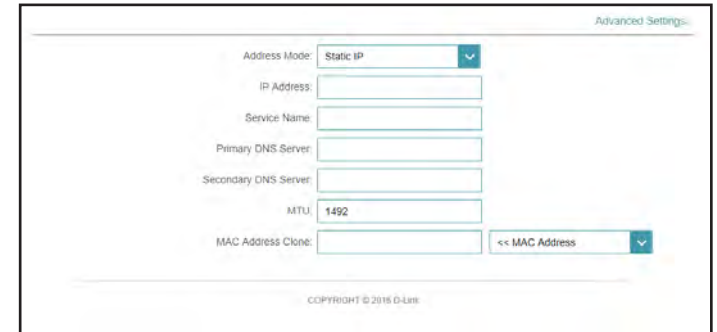 Advanced Settings...
Address Mode: Static IP
IP Address:
Service Name:
Primary DNS Server:
Secondary DNS Server:
MTU: 1492
MAC Address Clone: << MAC Address
COPYRIGHT © 2016 D-Link